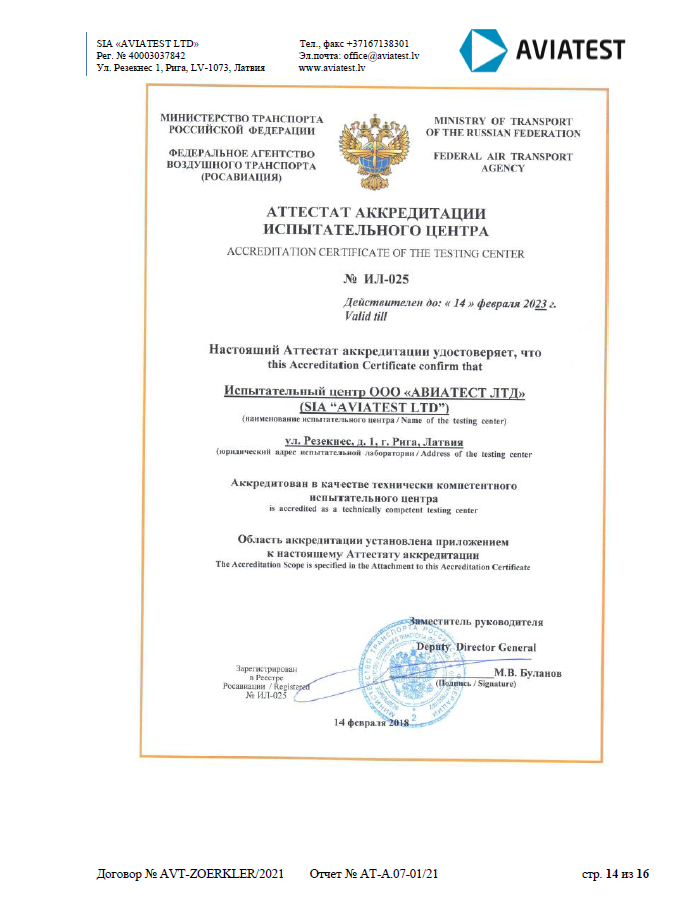 SIA «AVIATEST LTD»
Рег. № 40003037842
Ул. Резекнес 1, Рига, LV-1073, Латвия
Тел., факс +37167138301
Эл.почта: office@aviatest.lv
www.aviatest.lv
AVIATEST
МИНИСТЕРСТВО ТРАНСПОРТА
РОССИЙСКОЙ ФЕДЕРАЦИИ
ФЕДЕРАЛЬНОЕ АГЕНТСТВО
ВОЗДУШНОГО ТРАНСПОРТА
(РОСАВИАЦИЯ)
MINISTRY OF TRANSPORT
OF THE RUSSIAN FEDERATION
FEDERAL AIR TRANSPORT
AGENCY
АТТЕСТАТ АККРЕДИТАЦИИ
ИСПЫТАТЕЛЬНОГО ЦЕНТРА
ACCREDITATION CERTIFICATE OF THE TESTING CENTER
№ ИЛ-025
Действителен до: « 14 » февраля 2023 г.
Valid till
Настоящий Аттестат аккредитации удостоверяет, что
this Accreditation Certificate confirm that
Испытательный центр ООО «АВИАТЕСТ ЛТД»
(SIA “AVIATEST LTD”)
(наименование испытательного центра / Name of the testing center)
ул. Резекнес, д. 1, г. Рига, Латвия
(юридический адрес испытательной лаборатории / Address of the testing center
Аккредитован в качестве технически компетентного
испытательного центра
is accredited as a technically competent testing center
Область аккредитации установлена приложением
к настоящему Аттестату аккредитации
The Accreditation Scope is specified in the Attachment to this Accreditation Certificate
Заместитель руководителя
Deputy Director General
М.В. Буланов
(Подпись / Signature)
Зарегистрирован
в Реестре
Росавиации / Registered
№ ИЛ-025
14 февраля 2018
Договор № AVT-ZOERKLER/2021 Отчет № AT-A.07-01/21 стр. 14 из 16